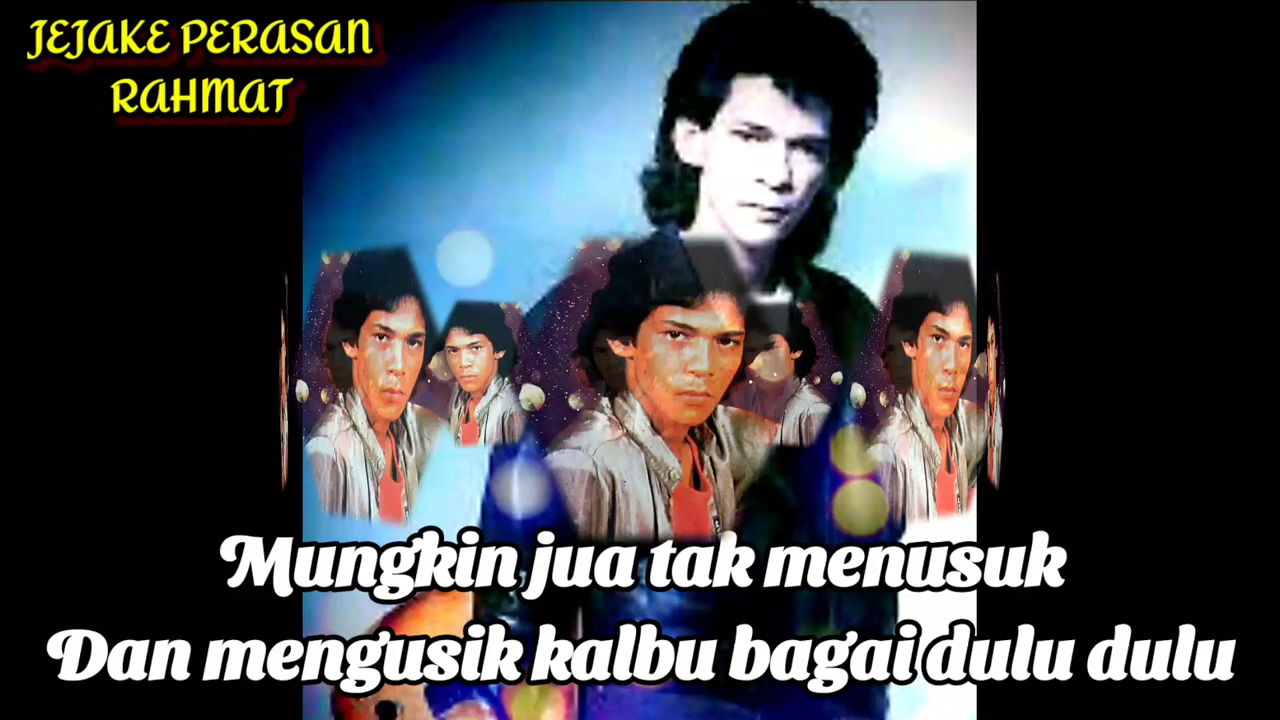 JEJAKE PERASAN
RAHMAT
Mungkin jua tak menusuk
Dan mengusik kalbu bagai dulu dulu